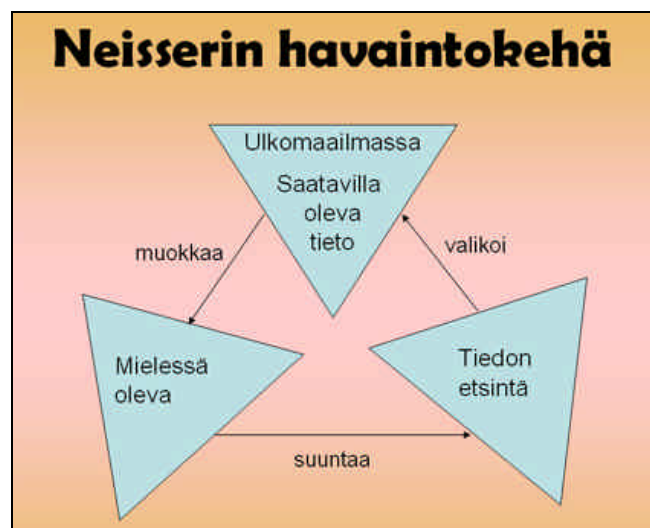 Neisserin havaintokehä
Ulkomaailmassa
Saatavilla
oleva
tieto
muokkaa
valikoi
Mielessä
oleva
Tiedon
etsintä
suuntaa